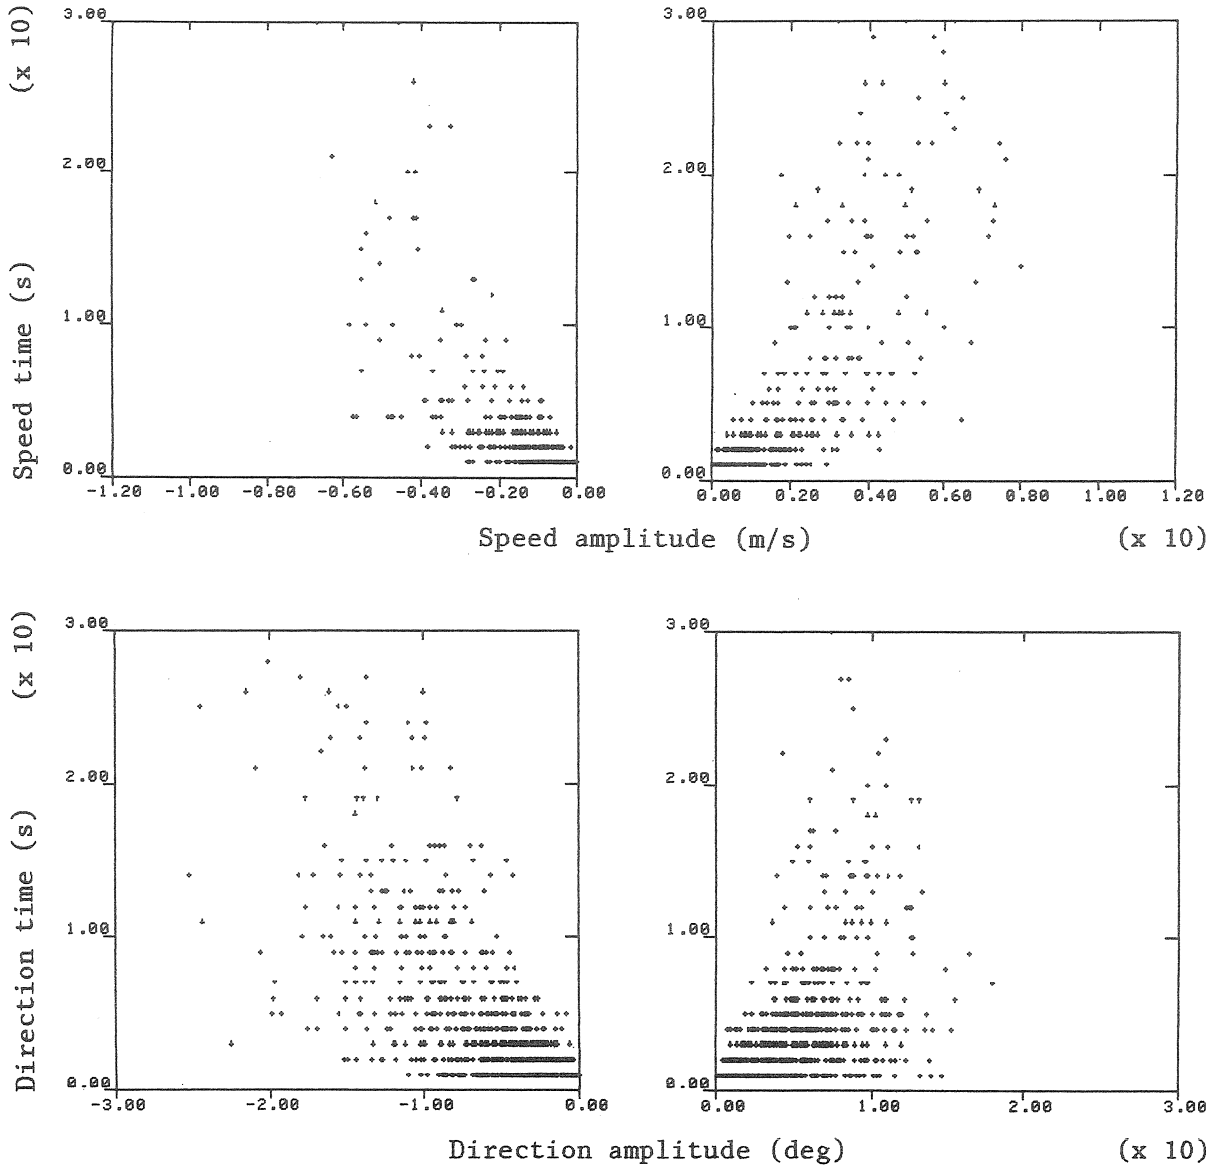 3.00 3.00
(x 10)
2.00 2.00
Speed time (s)
1.00 1.00
0.00 0.00
-1.20 -1.00 -0.80 -0.60 -0.40 -0.20 0.00 0.00 0.20 0.40 0.60 0.80 1.00 1.20
Speed amplitude (m/s) (x 10)
3.00 3.00
(x 10)
2.00 2.00
Direction time (s)
1.00 1.00
0.00
-3.00 -2.00 -1.00 0.00 0.00 1.00 2.00 3.00
0.00
Direction amplitude (deg) (x 10)